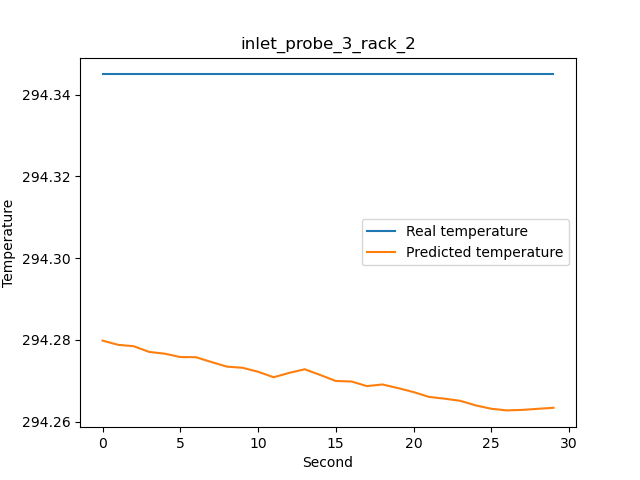 inlet_probe_3_rack_2
Temperature
294.34
294.32
294.30
294.28
294.26
Real temperature
Predicted temperature
0 5 10 15 20 25 30
Second